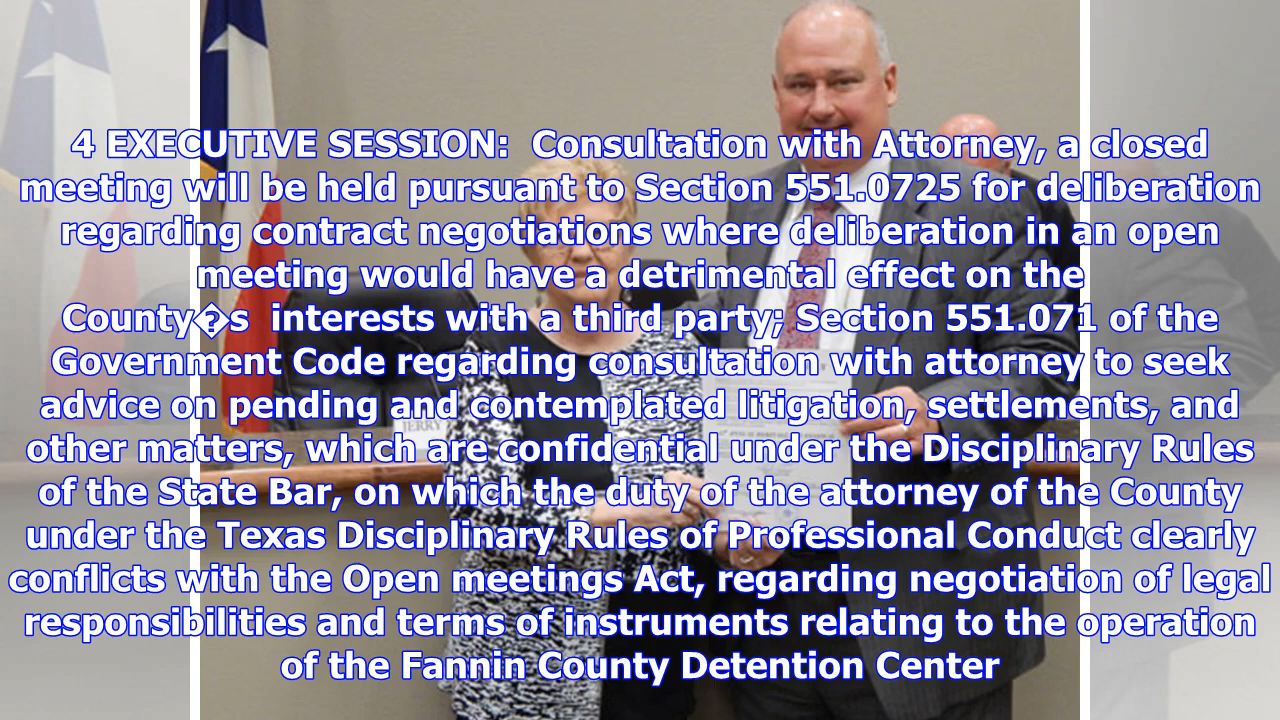 4 EXECUTIVE SESSION:  Consultation with Attorney, a closed
meeting will be held pursuant to Section 551.0725 for deliberation
regarding contract negotiations where deliberation in an open
meeting would have a detrimental effect on the
County�s  interests with a third party; Section 551.071 of the
Government Code regarding consultation with attorney to seek
advice on pending and contemplated litigation, settlements, and
other matters, which are confidential under the Disciplinary Rules
of the State Bar, on which the duty of the attorney of the County
under the Texas Disciplinary Rules of Professional Conduct clearly
conflicts with the Open meetings Act, regarding negotiation of legal
responsibilities and terms of instruments relating to the operation
of the Fannin County Detention Center
JERRY